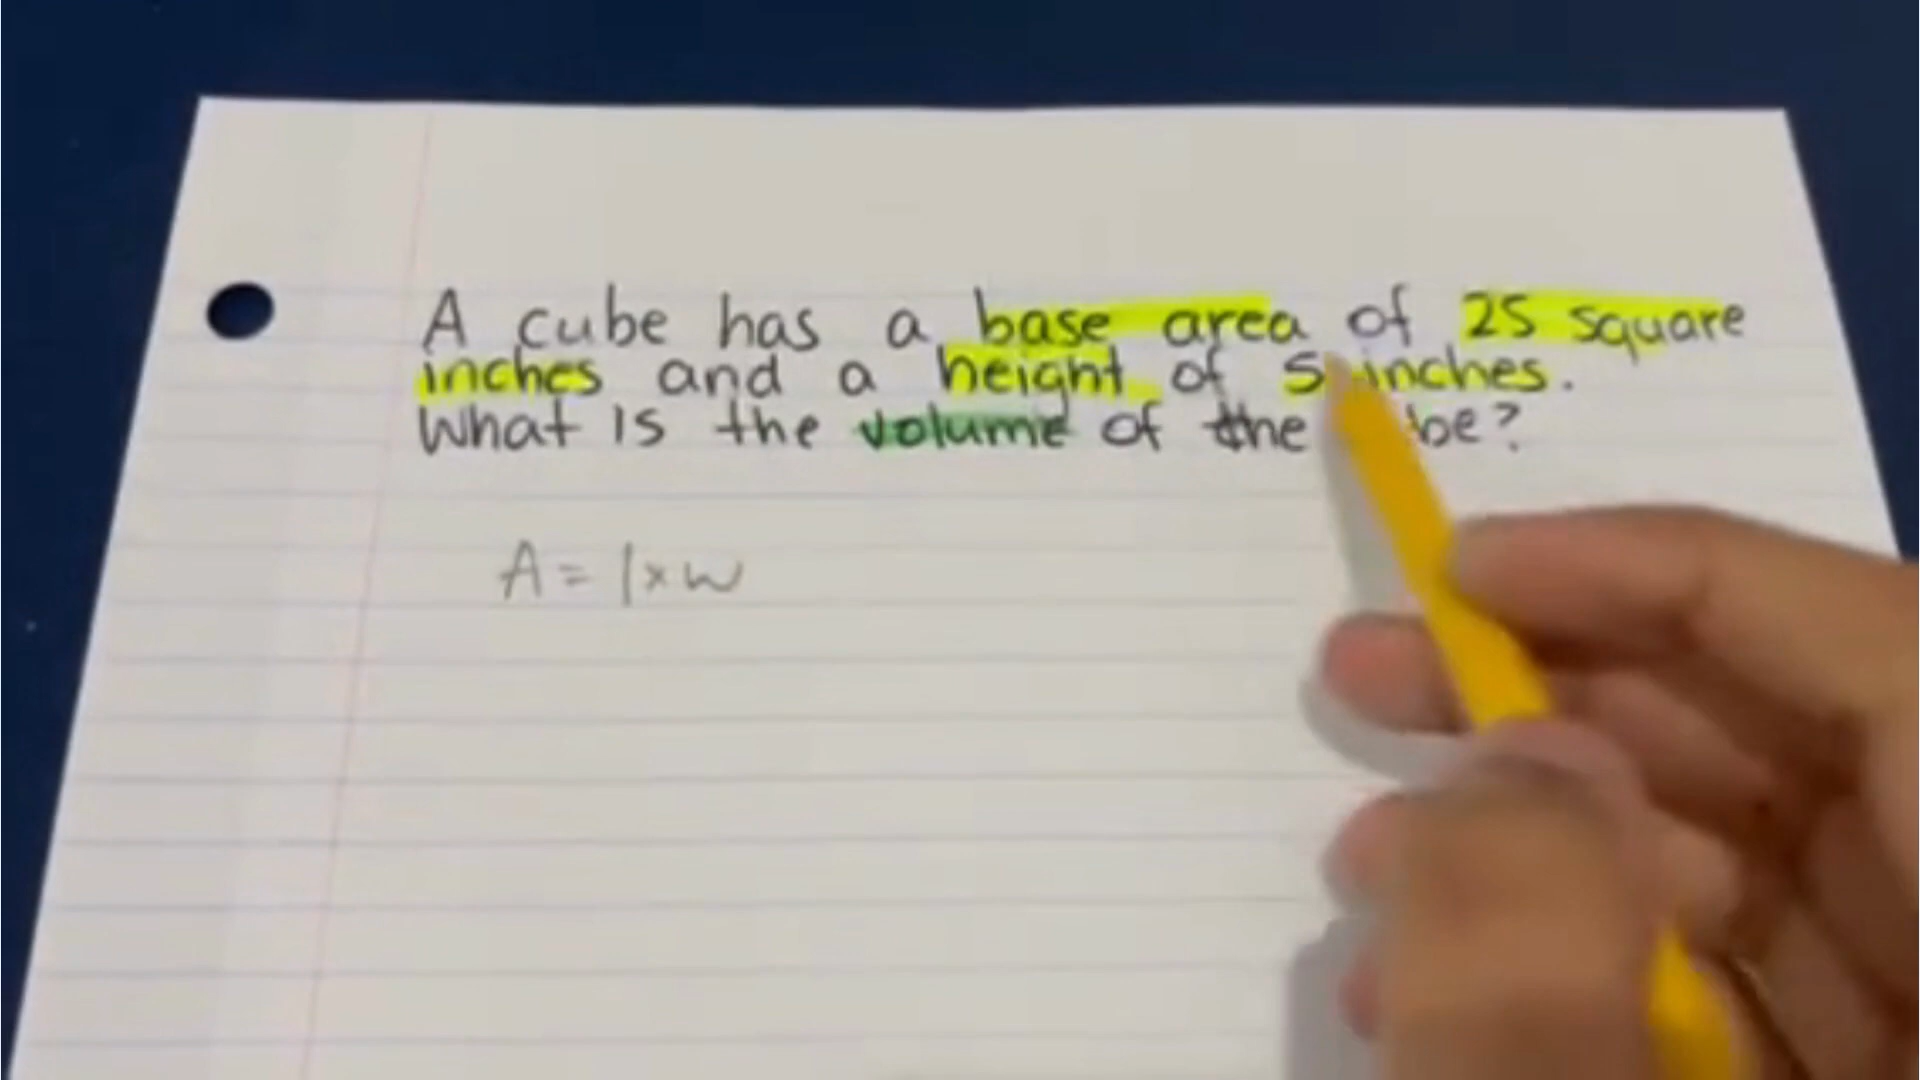 A cube has a base area of 25 square
inches and a height of 5 inches.
What is the volume of the be?
A = l x w